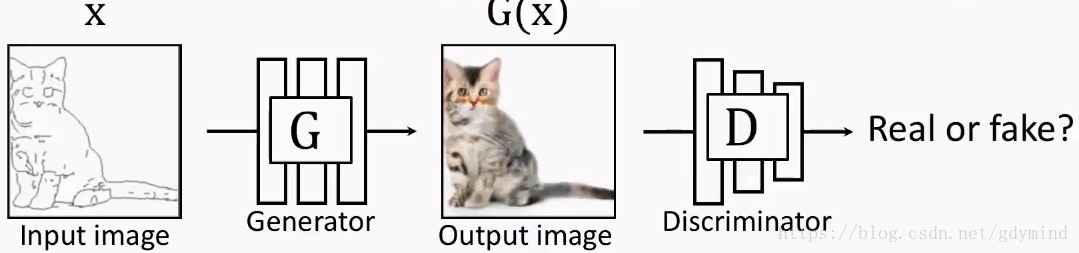 x
G(x)
G
D
Real or fake?
Input image
Generator
Output image
Discriminator
https://blog.csdn.net/gdymind